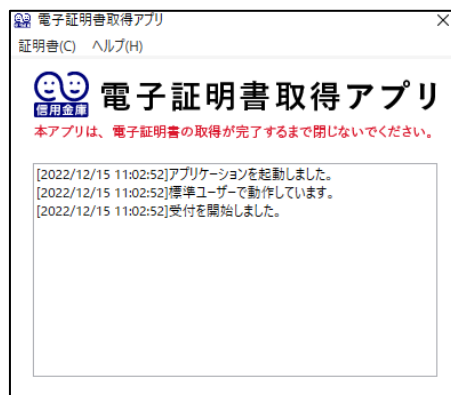 電子証明書取得アプリ
証明書(C) ヘルプ(H)
信用金庫
電子証明書取得アプリ
本アプリは、電子証明書の取得が完了するまで閉じないでください。
[2022/12/15 11:02:52]アプリケーションを起動しました。
[2022/12/15 11:02:52]標準ユーザーで動作しています。
[2022/12/15 11:02:52]受付を開始しました。